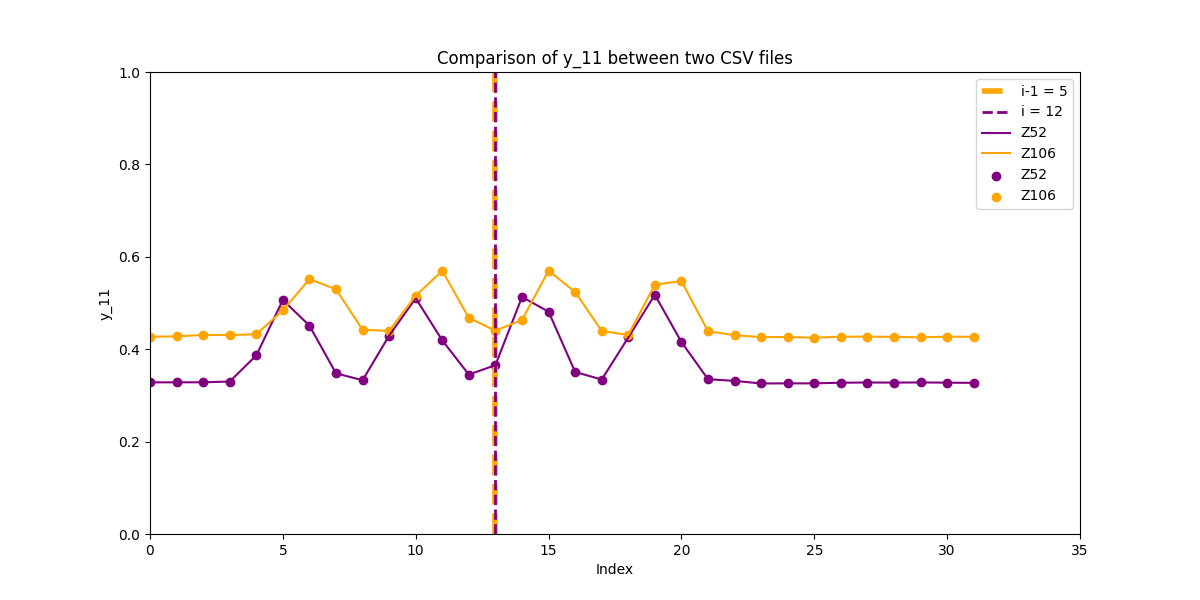 Comparison of y_11 between two CSV files
1.0
0.8
0.6
0.4
0.2
0.0
y_11
0 5 10 15 20 25 30 35
Index
i-1 = 5
i = 12
Z52
Z106
Z52
Z106